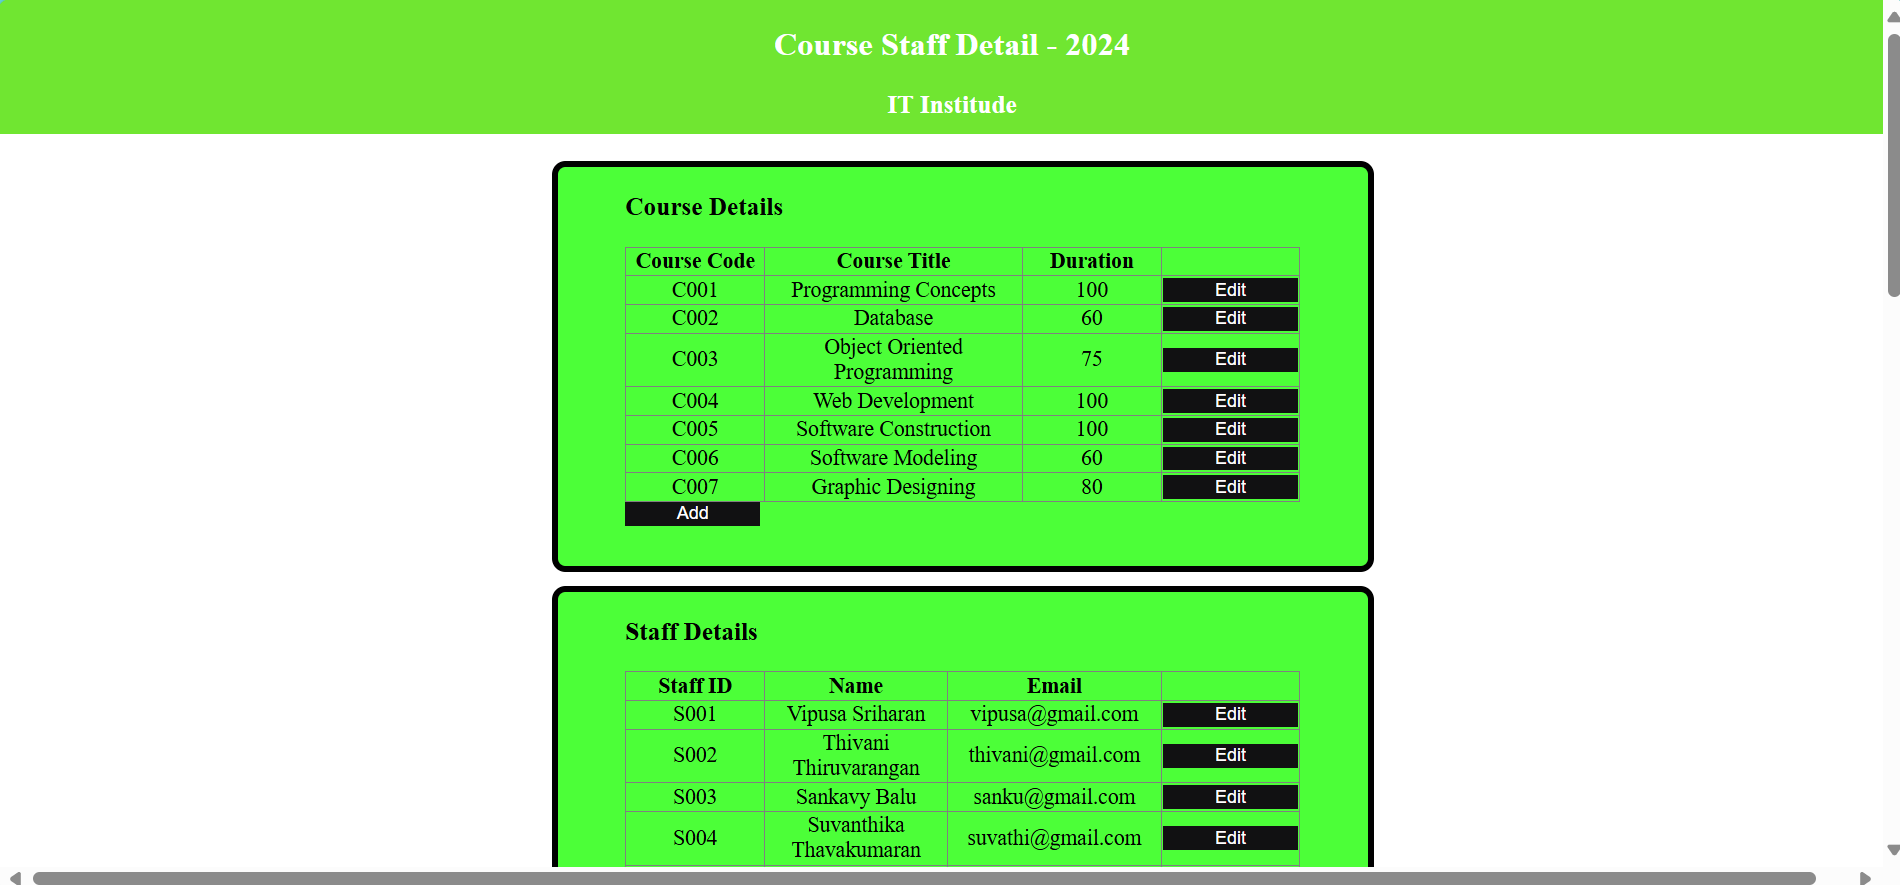 Course Staff Detail - 2024
IT Institude
Course Details
Course Code Course Title Duration
C001 Programming Concepts 100 Edit
C002 Database 60 Edit
C003 Object Oriented Programming 75 Edit
C004 Web Development 100 Edit
C005 Software Construction 100 Edit
C006 Software Modeling 60 Edit
C007 Graphic Designing 80 Edit
Add
Staff Details
Staff ID Name Email
S001 Vipusa Sriharan vipusa@gmail.com Edit
S002 Thivani Thiruvarangan thivani@gmail.com Edit
S003 Sankavy Balu sanku@gmail.com Edit
S004 Suvanthika Thavakumaran suvathi@gmail.com Edit